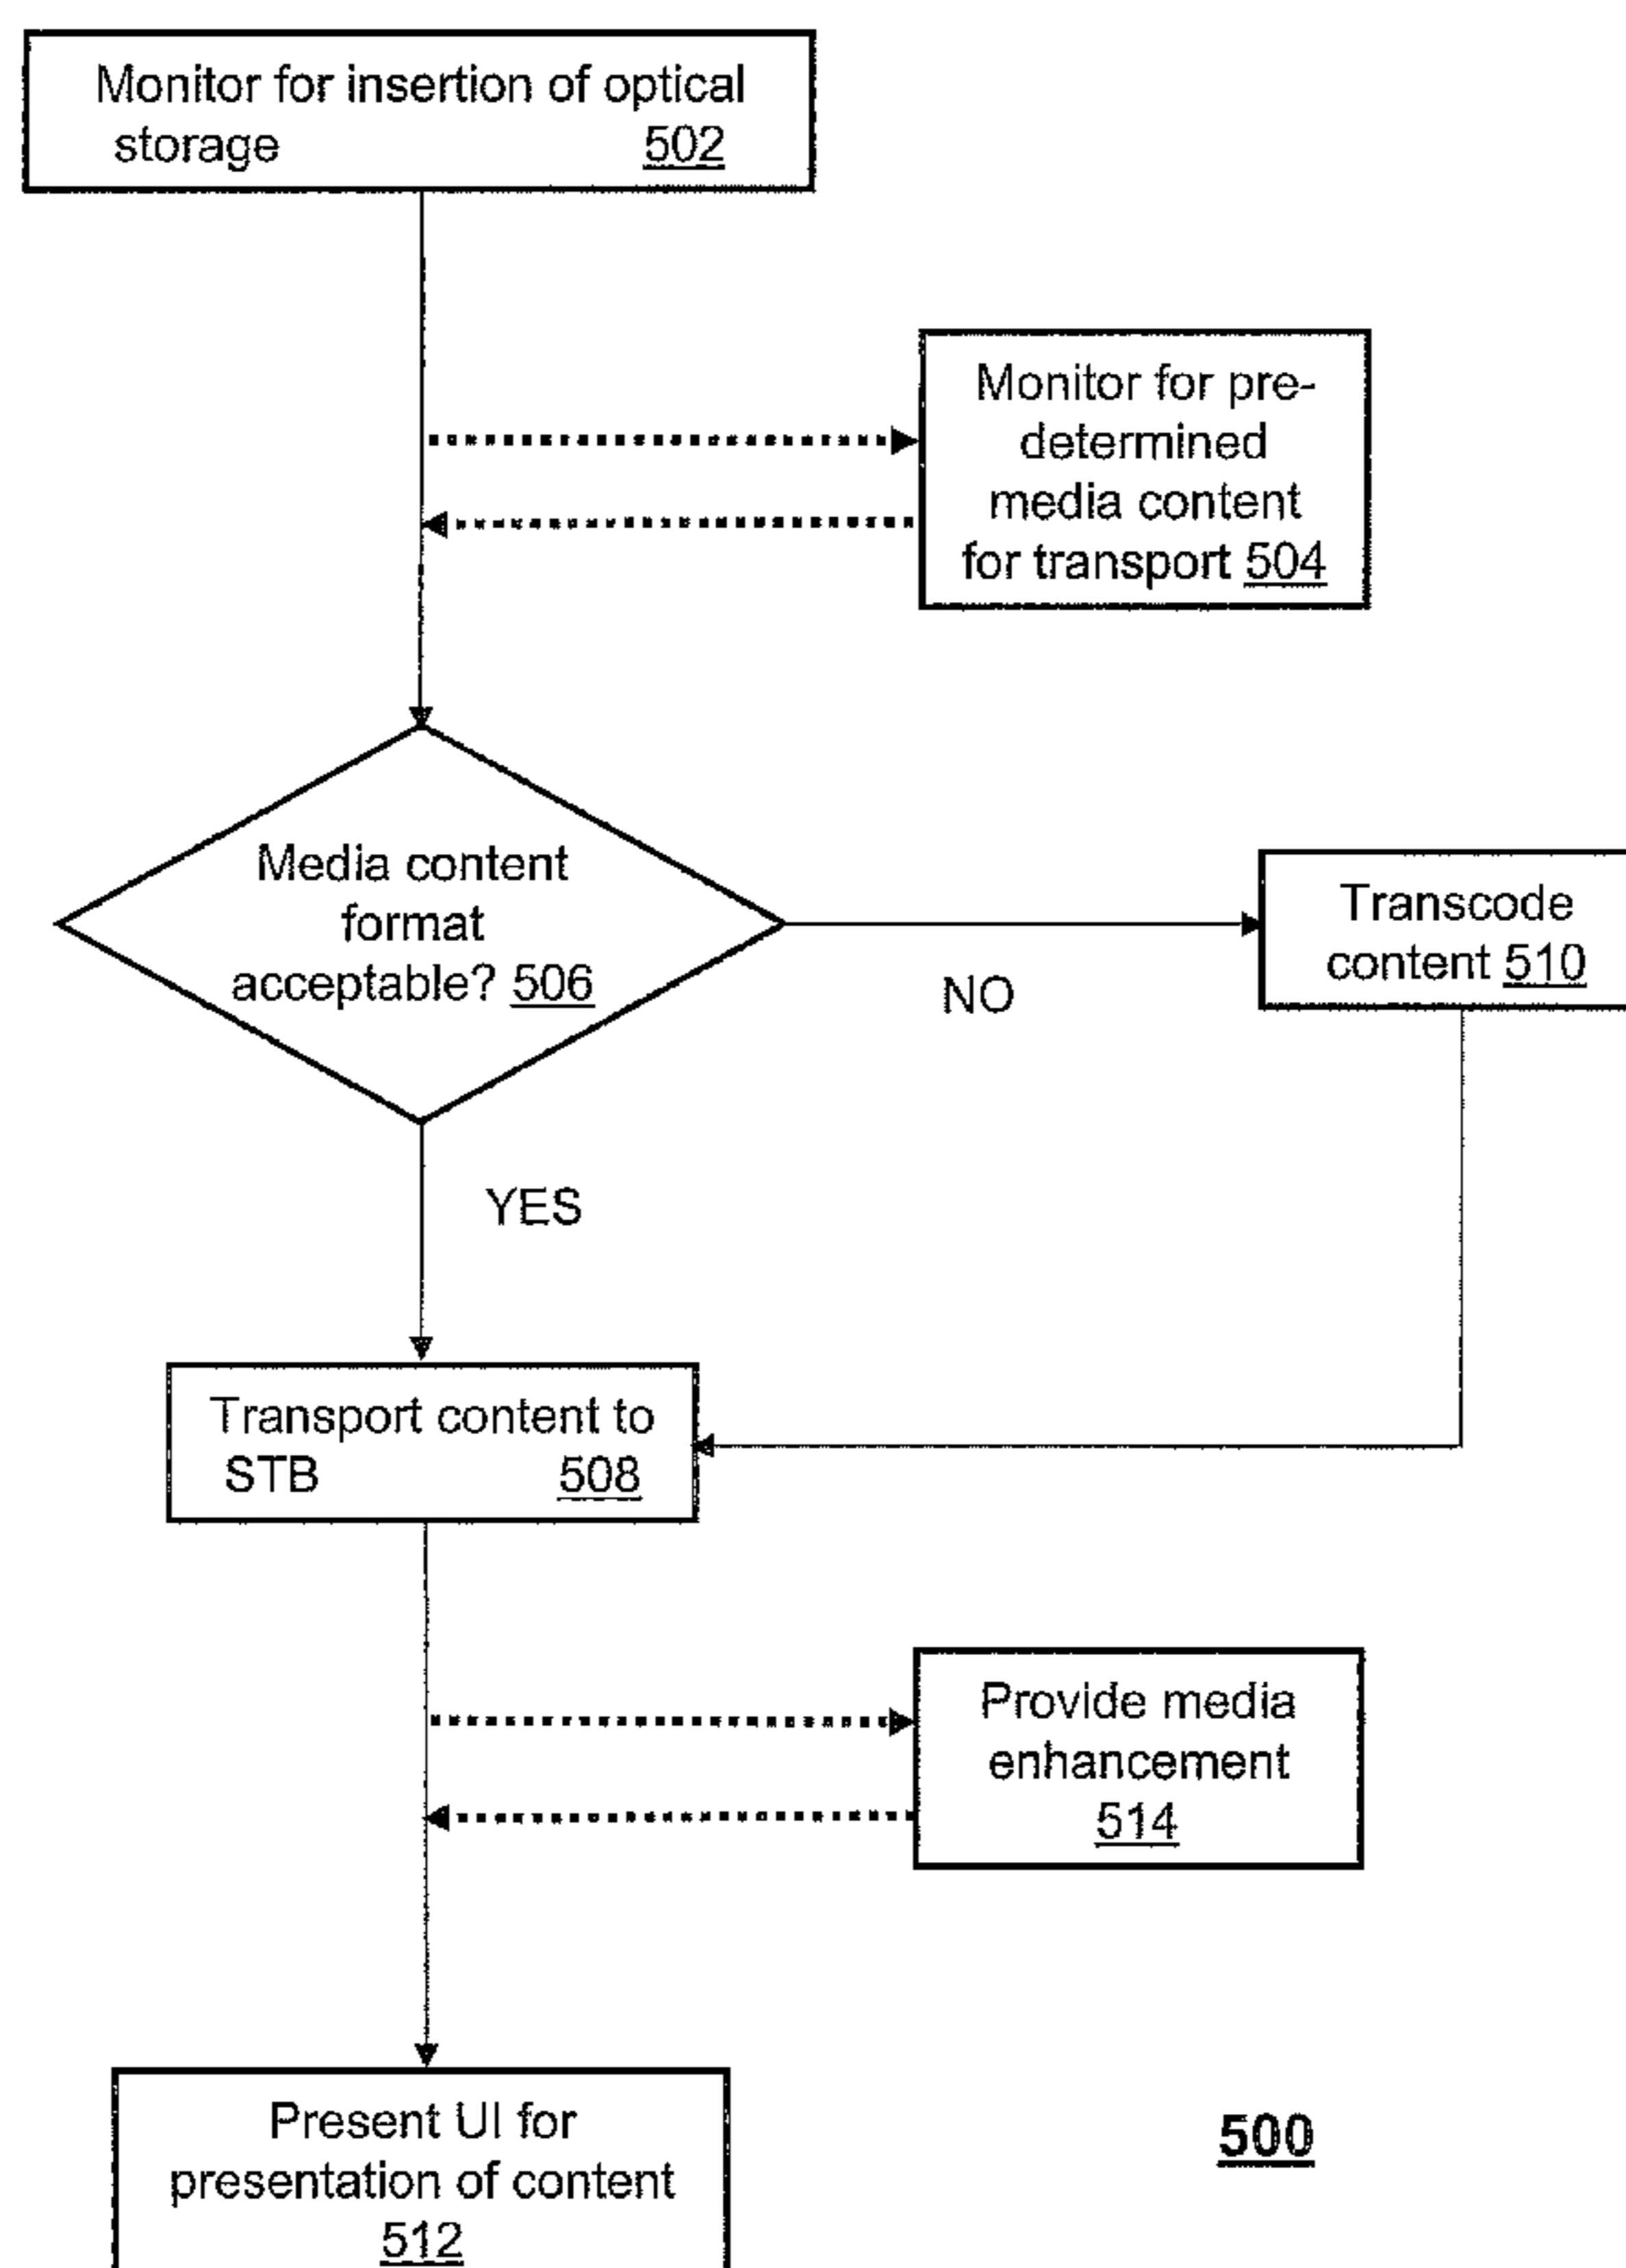 Monitor for insertion of optical
storage 502
Monitor for pre-
determined
media content
for transport 504
Media content
format
acceptable? 506
NO
Transcode
content 510
YES
Transport content to
STB 508
Provide media
enhancement
514
Present UI for
presentation of content
512
500